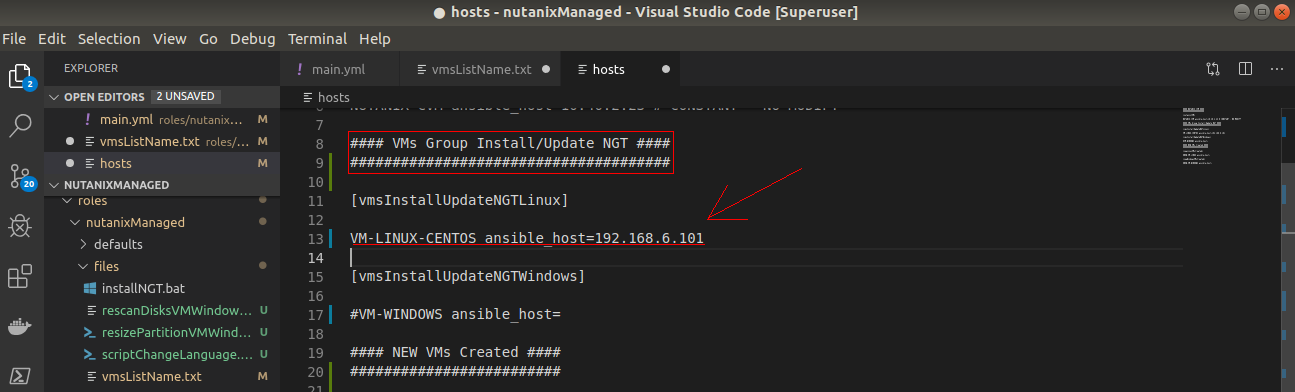 ● hosts - nutanixManaged - Visual Studio Code [Superuser]
File Edit Selection View Go Debug Terminal Help
EXPLORER
OPEN EDITORS 2 UNSAVED
! main.yml roles/nutanix... M
vmsListName.txt roles/... M
hosts M
NUTANIXMANAGED
roles
nutanixManaged
defaults
files
installNGT.bat
rescanDisksVMWindow... U
resizePartitionVMWind... U
scriptChangeLanguage.... U
vmsListName.txt M
2
20
! main.yml
vmsListName.txt
hosts
...
hosts
7
8 #### VMs Group Install/Update NGT ####
9 ######################################
10
11 [vmsInstallUpdateNGTLinux]
12
13 VM-LINUX-CENTOS ansible_host=192.168.6.101
14
15 [vmsInstallUpdateNGTWindows]
16
17 #VM-WINDOWS ansible_host=
18
19 #### NEW VMs Created ####
20 #########################
21